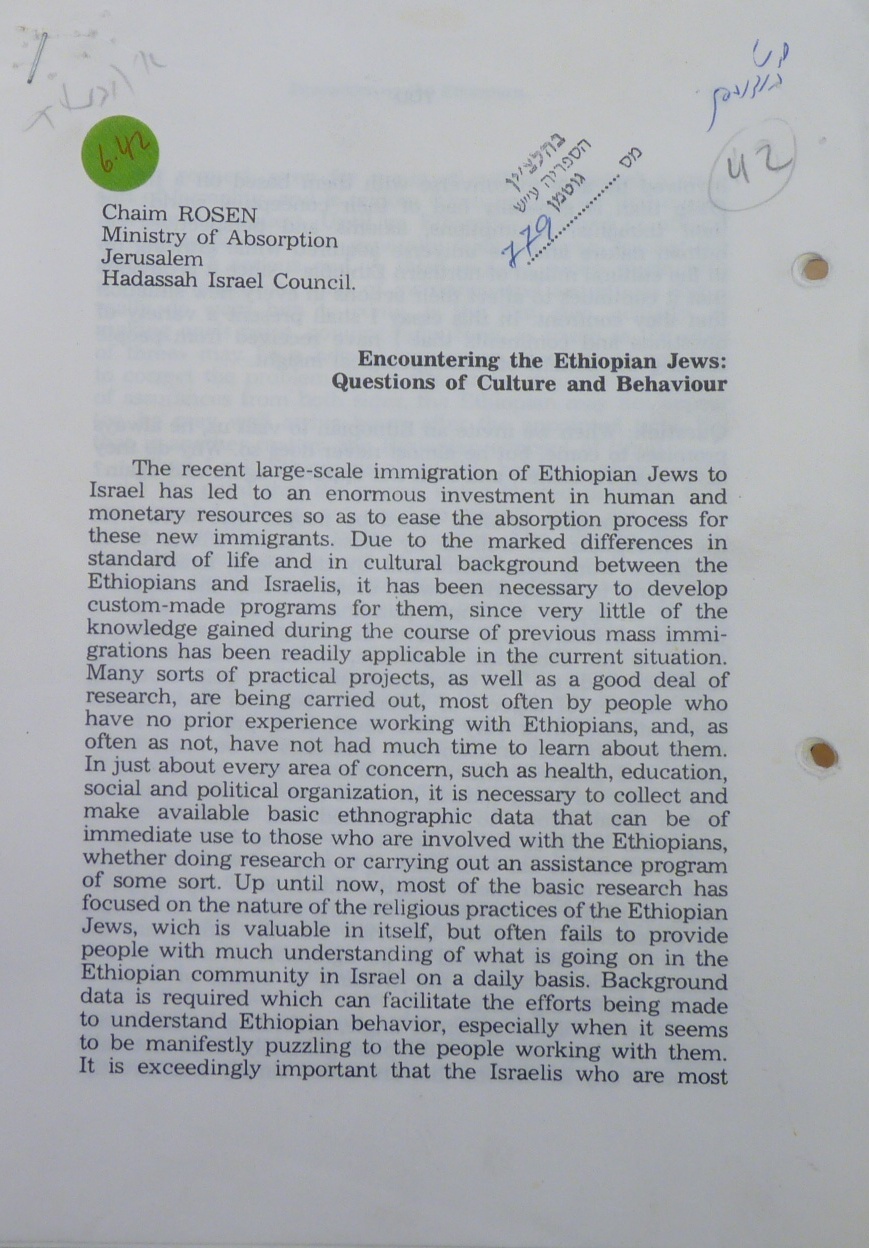 6.42
42
בהלצ״ון
הספריה ע״ש
גוטמן
מס
779
Chaim ROSEN
Ministry of Absorption
Jerusalem
Hadassah Israel Council.
Encountering the Ethiopian Jews:
Questions of Culture and Behaviour
The recent large-scale immigration of Ethiopian Jews to
Israel has led to an enormous investment in human and
monetary resources so as to ease the absorption process for
these new immigrants. Due to the marked differences in
standard of life and in cultural background between the
Ethiopians and Israelis, it has been necessary to develop
custom-made programs for them, since very little of the
knowledge gained during the course of previous mass immi-
grations has been readily applicable in the current situation.
Many sorts of practical projects, as well as a good deal of
research, are being carried out, most often by people who
have no prior experience working with Ethiopians, and, as
often as not, have not had much time to learn about them.
In just about every area of concern, such as health, education,
social and political organization, it is necessary to collect and
make available basic ethnographic data that can be of
immediate use to those who are involved with the Ethiopians,
whether doing research or carrying out an assistance program
of some sort. Up until now, most of the basic research has
focused on the nature of the religious practices of the Ethiopian
Jews, wich is valuable in itself, but often fails to provide
people with much understanding of what is going on in the
Ethiopian community in Israel on a daily basis. Background
data is required which can facilitate the efforts being made
to understand Ethiopian behavior, especially when it seems
to be manifestly puzzling to the people working with them.
It is exceedingly important that the Israelis who are most